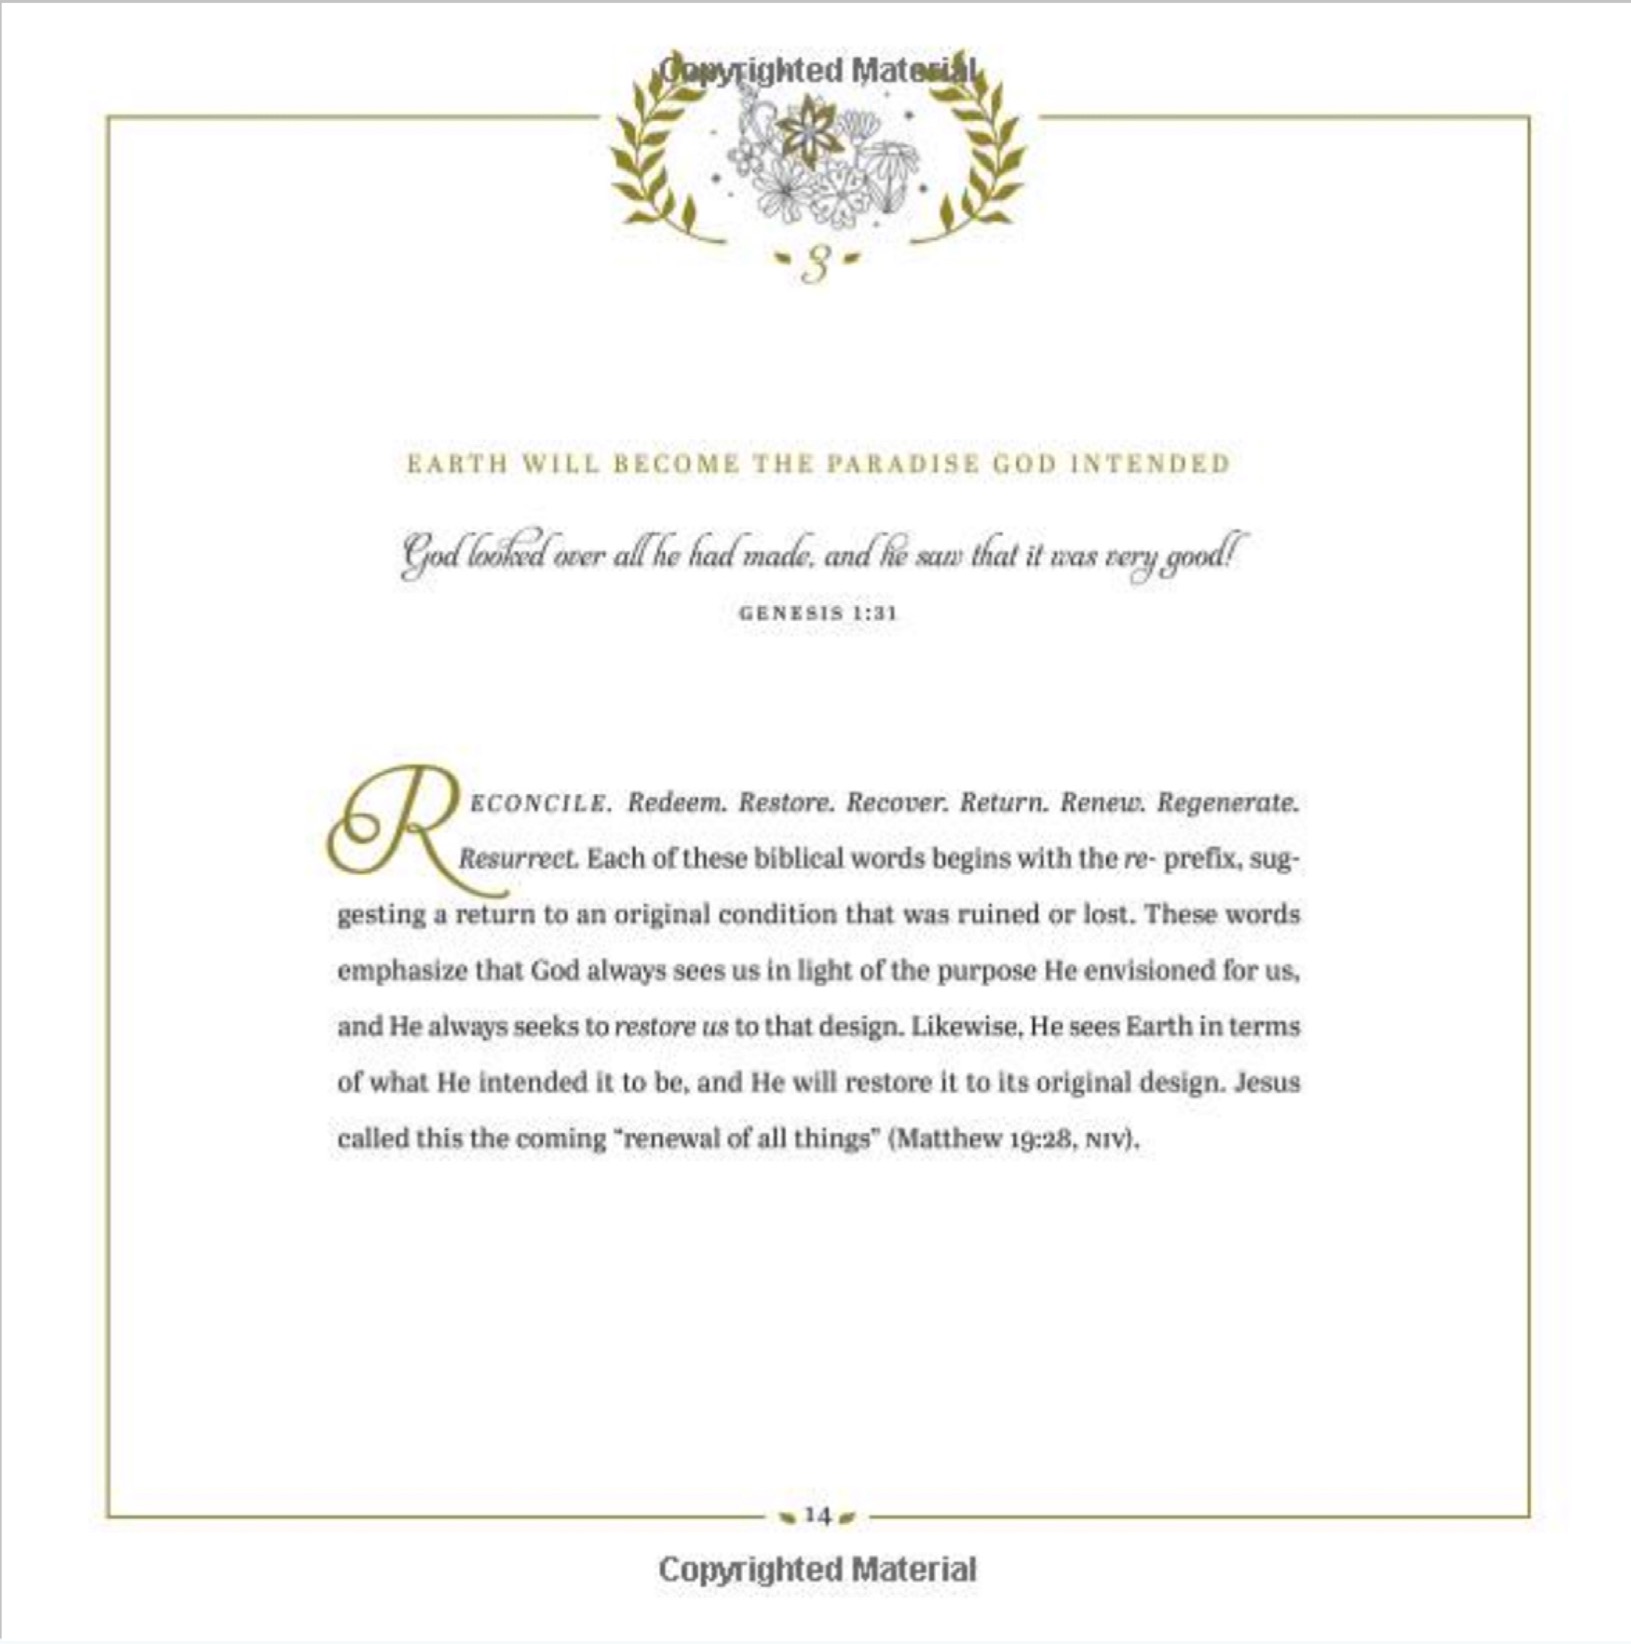 Copyrighted Material
3
EARTH WILL BECOME THE PARADISE GOD INTENDED
God looked over all he had made, and he saw that it was very good!
GENESIS 1:31
RECONCILE. Redeem. Restore. Recover. Return. Renew. Regenerate.
Resurrect. Each of these biblical words begins with the re- prefix, sug-
gesting a return to an original condition that was ruined or lost. These words
emphasize that God always sees us in light of the purpose He envisioned for us,
and He always seeks to restore us to that design. Likewise, He sees Earth in terms
of what He intended it to be, and He will restore it to its original design. Jesus
called this the coming "renewal of all things" (Matthew 19:28, NIV).
14
Copyrighted Material